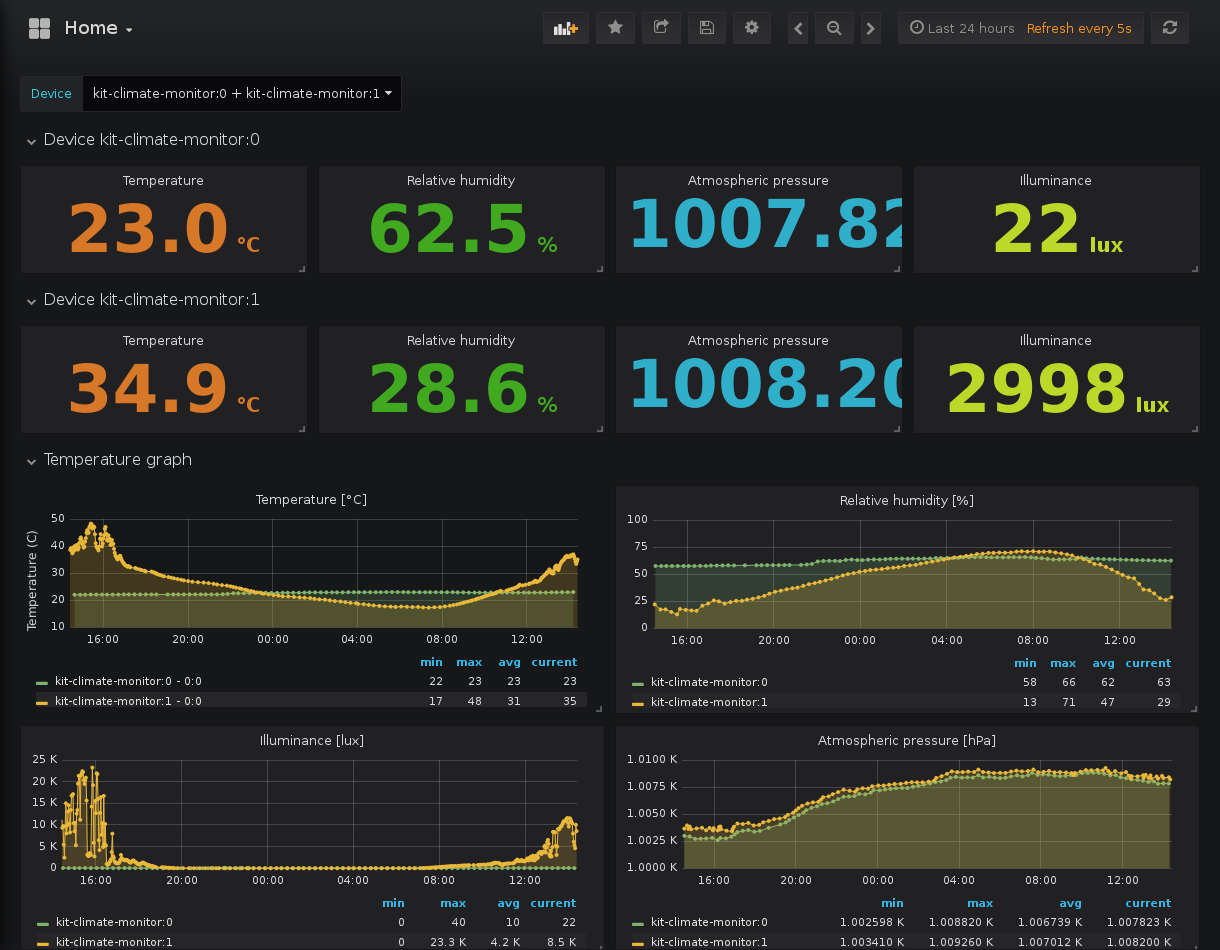 Home
Last 24 hours Refresh every 5s
Device kit-climate-monitor:0 + kit-climate-monitor:1
Device kit-climate-monitor:0
Temperature Relative humidity Atmospheric pressure Illuminance
23.0 °C 62.5 % 1007.82 22 lux
Device kit-climate-monitor:1
Temperature Relative humidity Atmospheric pressure Illuminance
34.9 °C 28.6 % 1008.20 2998 lux
Temperature graph
Temperature [°C]
Temperature (C)
50
40
30
20
10
16:00 20:00 00:00 04:00 08:00 12:00
min max avg current
kit-climate-monitor:0 - 0:0 22 23 23 23
kit-climate-monitor:1 - 0:0 17 48 31 35
Relative humidity [%]
100
75
50
25
0
16:00 20:00 00:00 04:00 08:00 12:00
min max avg current
kit-climate-monitor:0 58 66 62 63
kit-climate-monitor:1 13 71 47 29
Illuminance [lux]
25 K
20 K
15 K
10 K
5 K
0
16:00 20:00 00:00 04:00 08:00 12:00
min max avg current
kit-climate-monitor:0 0 40 10 22
kit-climate-monitor:1 0 23.3 K 4.2 K 8.5 K
Atmospheric pressure [hPa]
1.0100 K
1.0075 K
1.0050 K
1.0025 K
1.0000 K
16:00 20:00 00:00 04:00 08:00 12:00
min max avg current
kit-climate-monitor:0 1.002598 K 1.008820 K 1.006739 K 1.007823 K
kit-climate-monitor:1 1.003410 K 1.009260 K 1.007012 K 1.008200 K